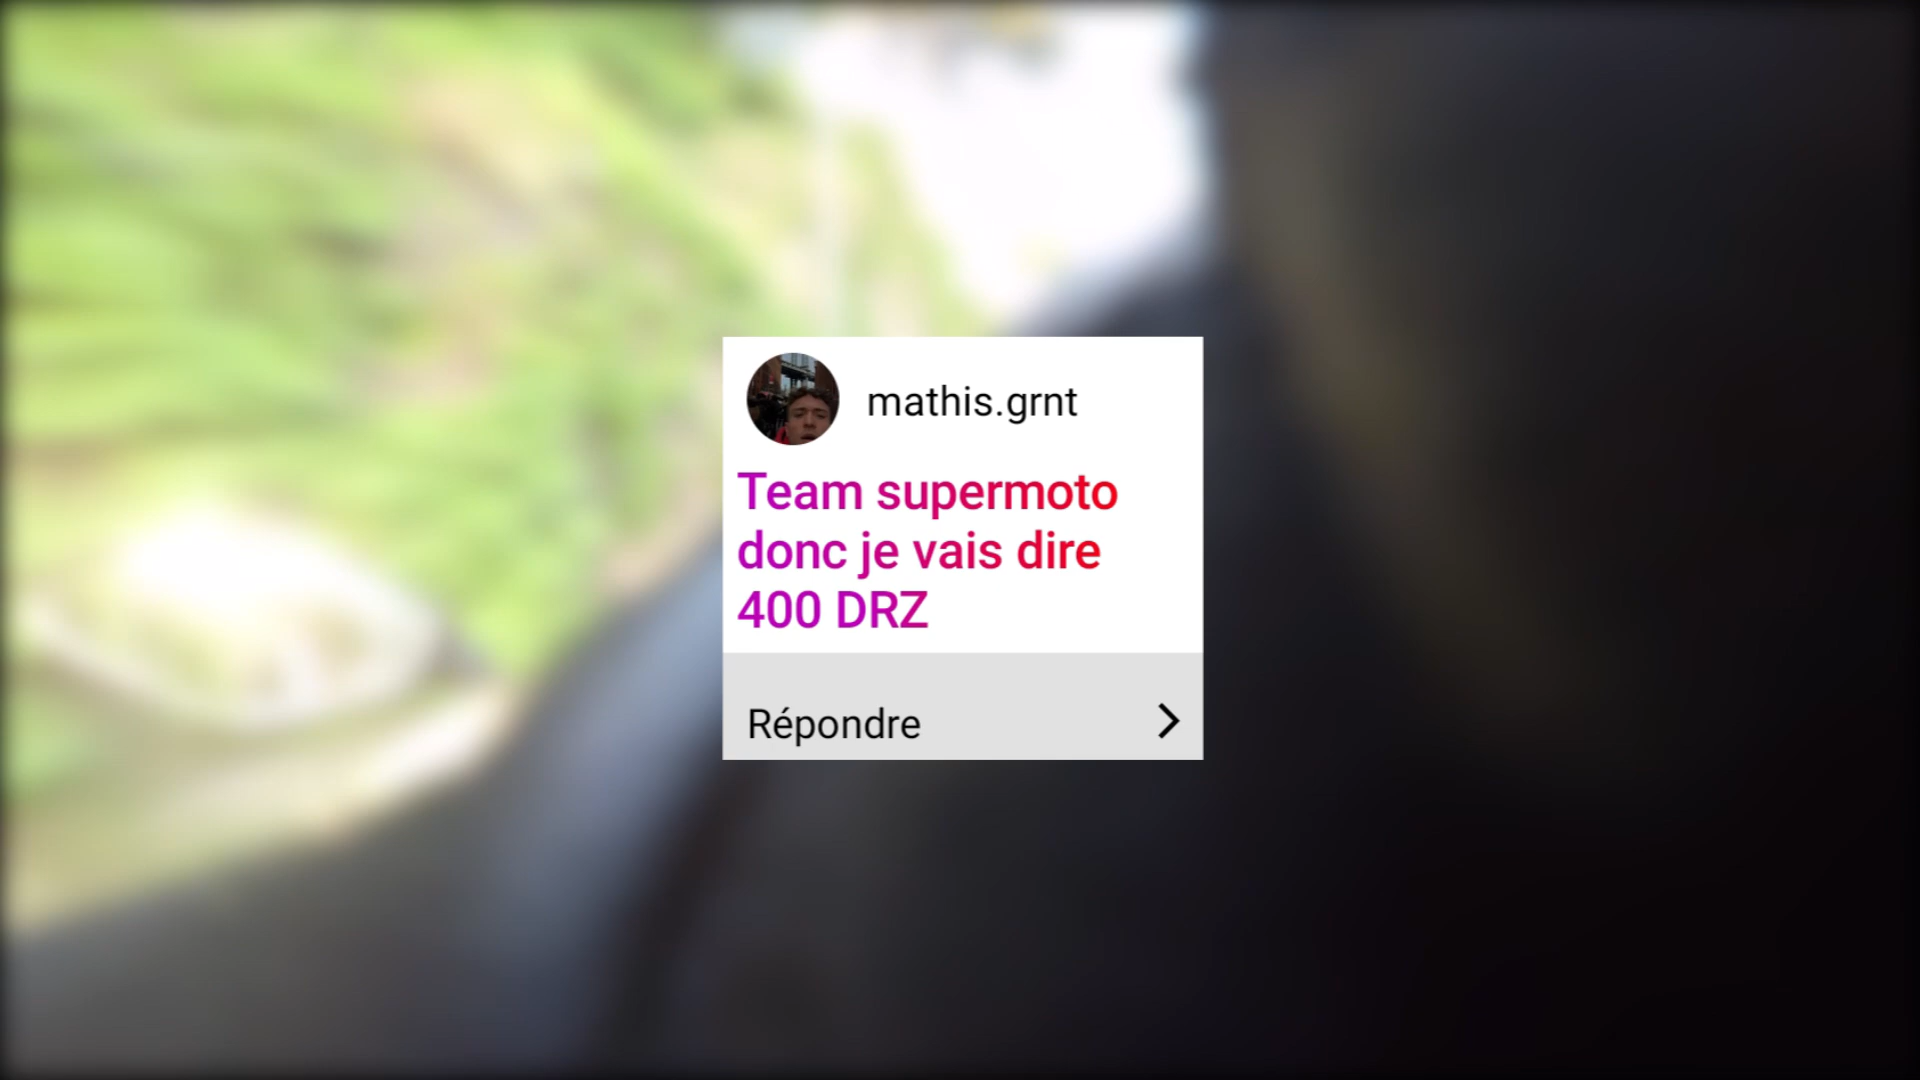 mathis.grnt
Team supermoto
donc je vais dire
400 DRZ
Répondre